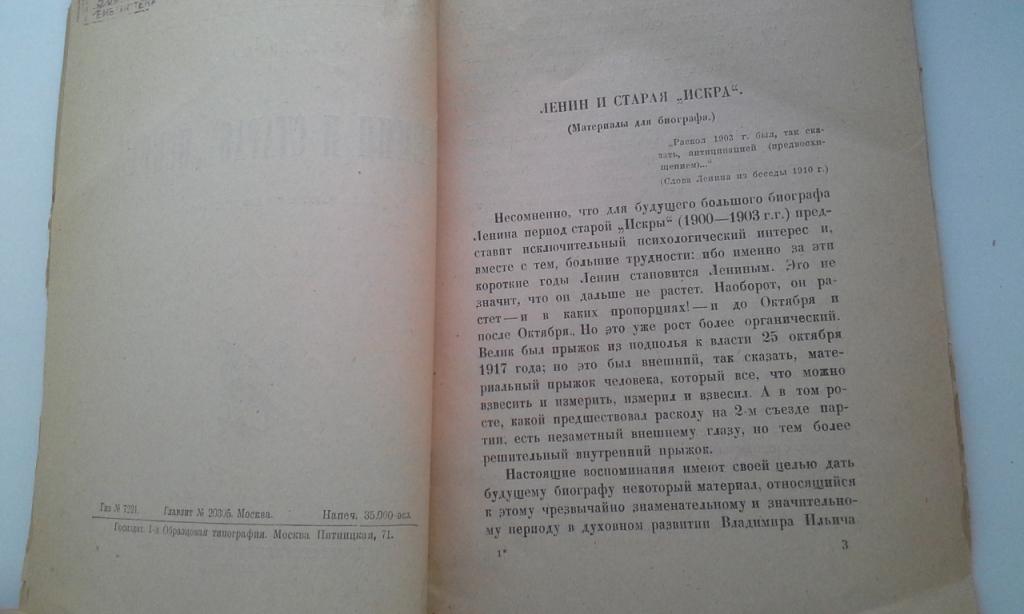 Гиз № 7291. Главлит № 20305. Москва. Напеч. 35.000 экз.
Госиздат. 1-я Образцовая типография. Москва Пятницкая, 71.
ЛЕНИН И СТАРАЯ „ИСКРА“.
(Материалы для биографа.)
„Раскол 1903 г. был, так ска-
зать, антиципацией (предвосхи-
щением)...“
(Слова Ленина из беседы 1910 г.)
Несомненно, что для будущего большого биографа
Ленина период старой „Искры“ (1900—1903 г.г.) пред-
ставит исключительный психологический интерес и,
вместе с тем, большие трудности: ибо именно за эти
короткие годы Ленин становится Лениным. Это не
значит, что он дальше не растет. Наоборот, он ра-
стет — и в каких пропорциях! — и до Октября и
после Октября. Но это уже рост более органический.
Велик был прыжок из подполья к власти 25 октября
1917 года; но это был внешний, так сказать, мате-
риальный прыжок человека, который все, что можно
взвесить и измерить, измерил и взвесил. А в том ро-
сте, какой предшествовал расколу на 2-м съезде пар-
тии, есть незаметный внешнему глазу, но тем более
решительный внутренний прыжок.
Настоящие воспоминания имеют своей целью дать
будущему биографу некоторый материал, относящийся
к этому чрезвычайно знаменательному и значительно-
му периоду в духовном развитии Владимира Ильича
1*
3